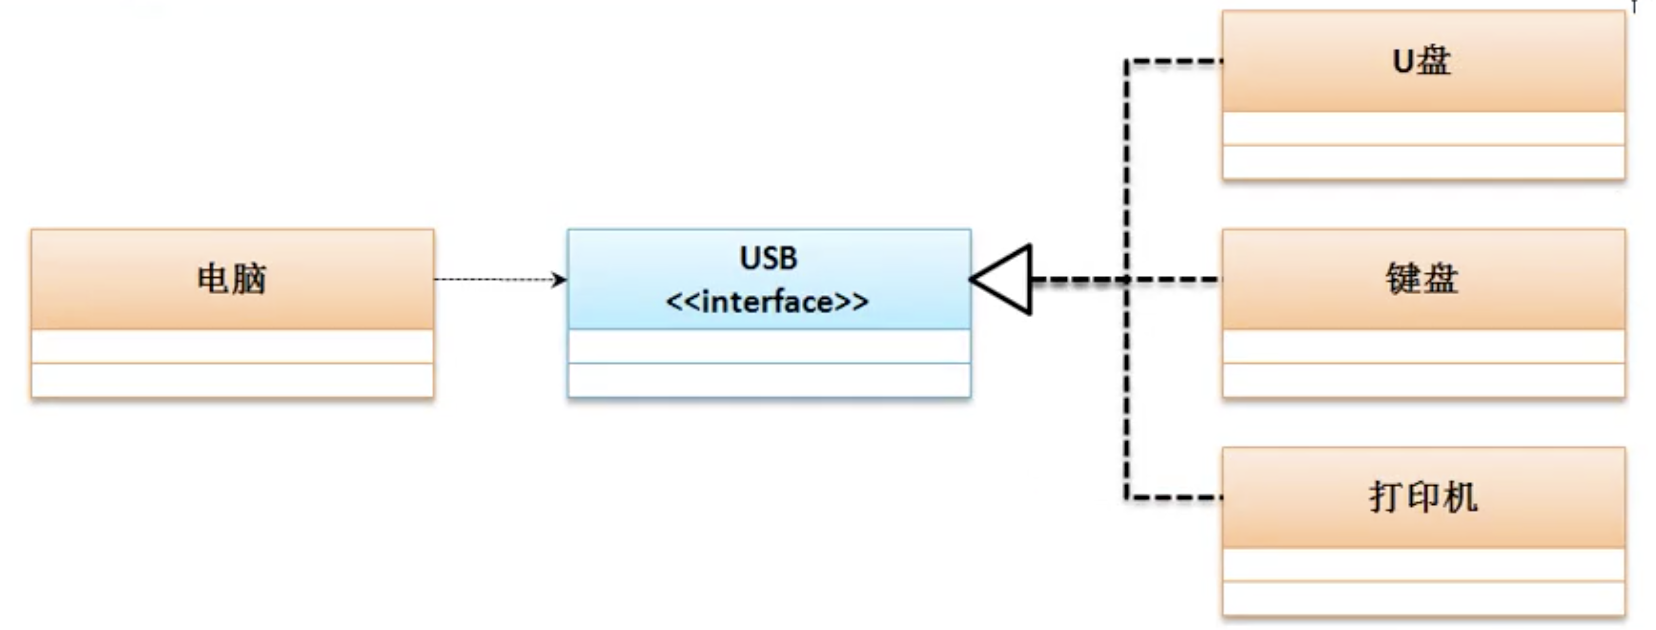 U盘
电脑
USB
<<interface>>
键盘
打印机